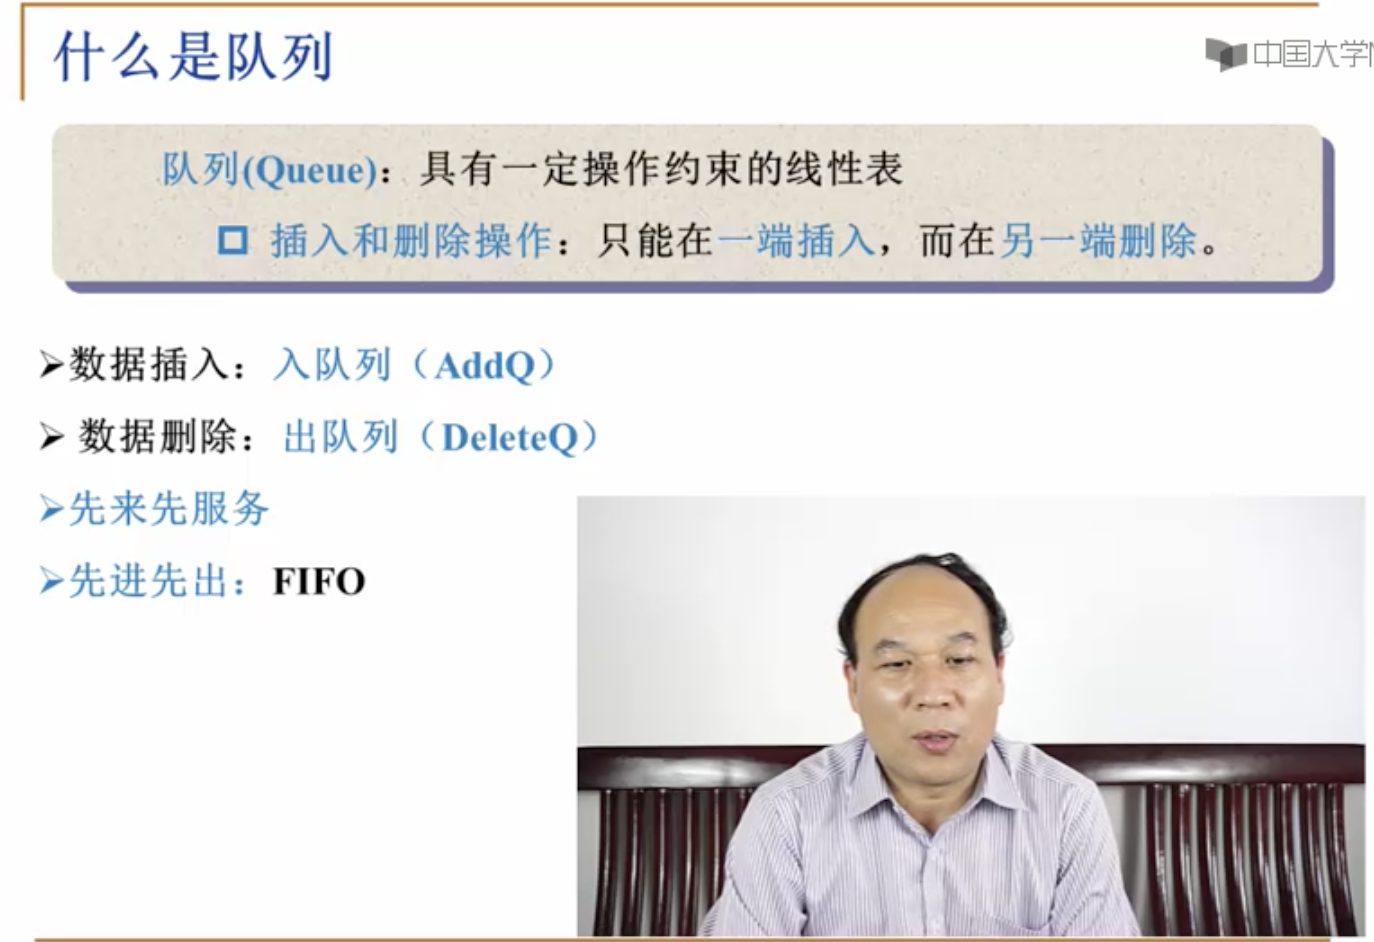 什么是队列
中国大学M
队列(Queue)：具有一定操作约束的线性表
插入和删除操作：只能在一端插入，而在另一端删除。
数据插入：入队列（AddQ）
数据删除：出队列（DeleteQ）
先来先服务
先进先出：FIFO